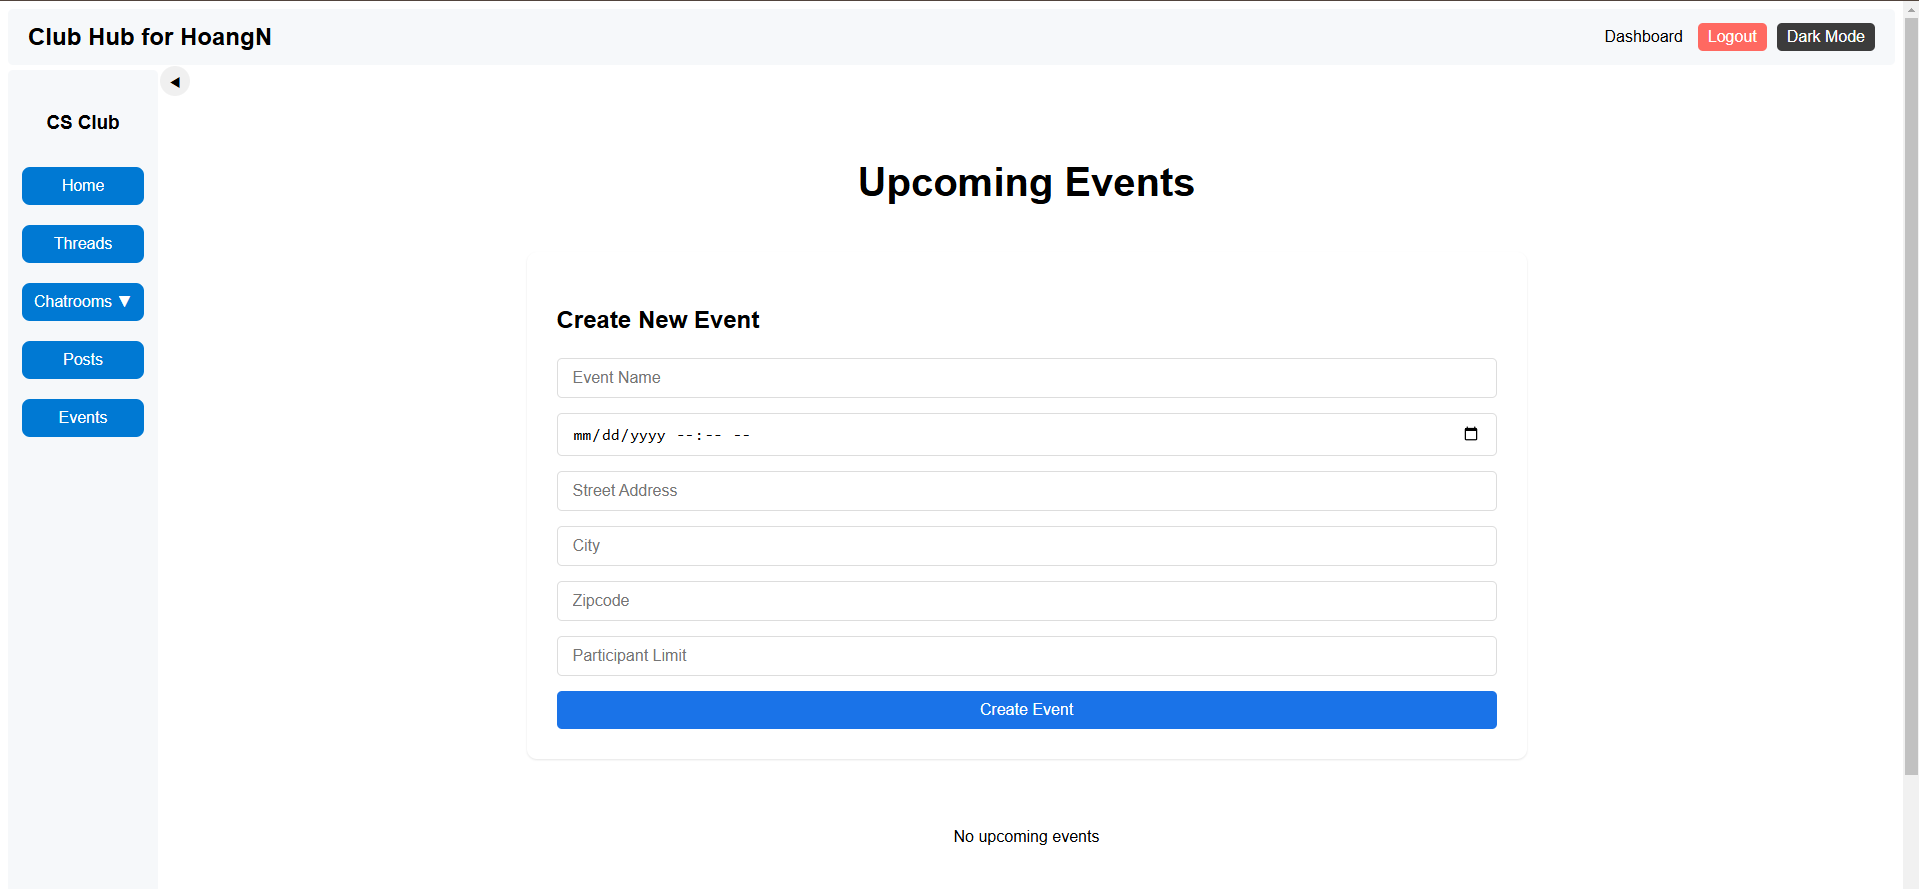 Club Hub for HoangN
Dashboard
Logout
Dark Mode
◀
CS Club
Home
Threads
Chatrooms ▼
Posts
Events
Upcoming Events
Create New Event
Event Name
mm/dd/yyyy --:-- --
Street Address
City
Zipcode
Participant Limit
Create Event
No upcoming events